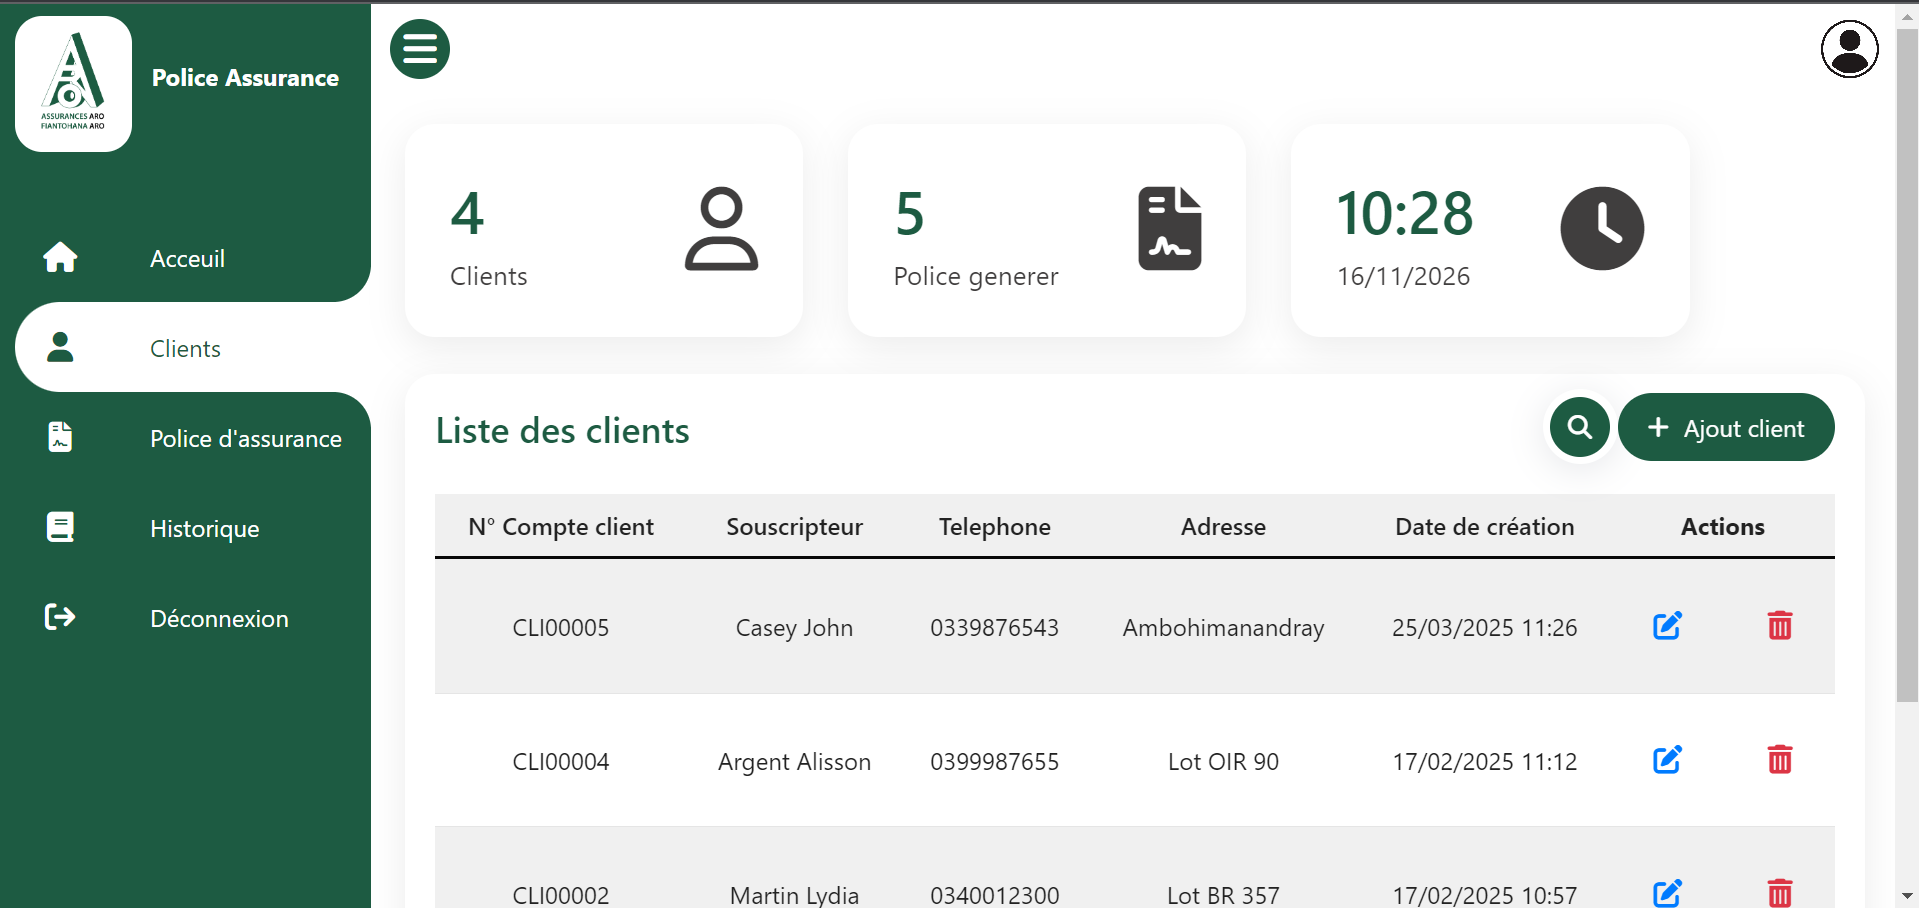 ASSURANCES ARO
FIANTOHANA ARO
Police Assurance
Acceuil
Clients
Police d'assurance
Historique
Déconnexion
4
Clients
5
Police generer
10:28
16/11/2026
Liste des clients
+ Ajout client
N° Compte client Souscripteur Telephone Adresse Date de création Actions
CLI00005 Casey John 0339876543 Ambohimanandray 25/03/2025 11:26
CLI00004 Argent Alisson 0399987655 Lot OIR 90 17/02/2025 11:12
CLI00002 Martin Lydia 0340012300 Lot BR 357 17/02/2025 10:57